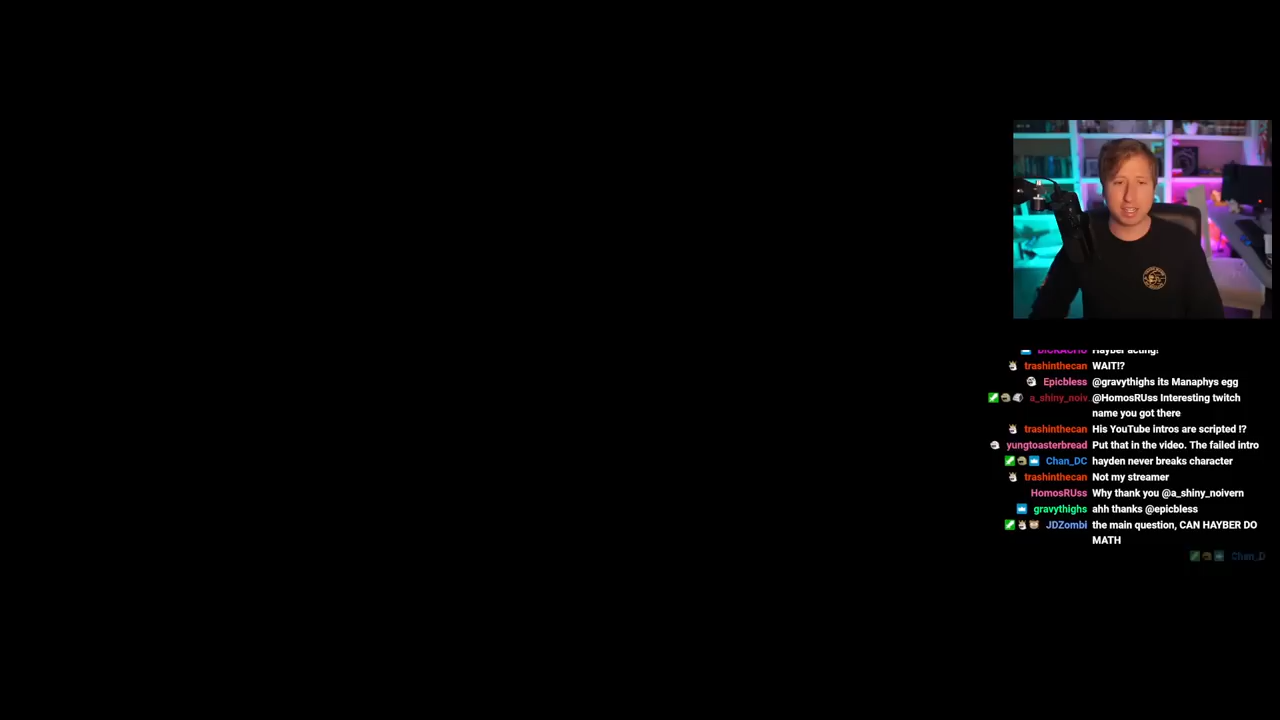 Hayber acting!
trashinthecan WAIT!?
Epicbless @gravythighs its Manaphys egg
a_shiny_noiv. @HomosRUss Interesting twitch
name you got there
trashinthecan His YouTube intros are scripted !?
yungtoasterbread Put that in the video. The failed intro
Chan_DC hayden never breaks character
trashinthecan Not my streamer
HomosRUss Why thank you @a_shiny_noivern
gravythighs ahh thanks @epicbless
JDZombi the main question, CAN HAYBER DO
MATH
Chan_D